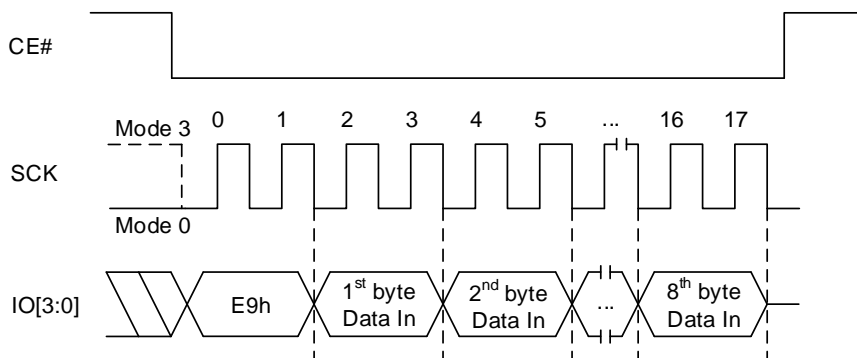 CE#
0 1 2 3 4 5 ... 16 17
Mode 3
SCK
Mode 0
IO[3:0]
E9h
1st byte
Data In
2nd byte
Data In
...
8th byte
Data In